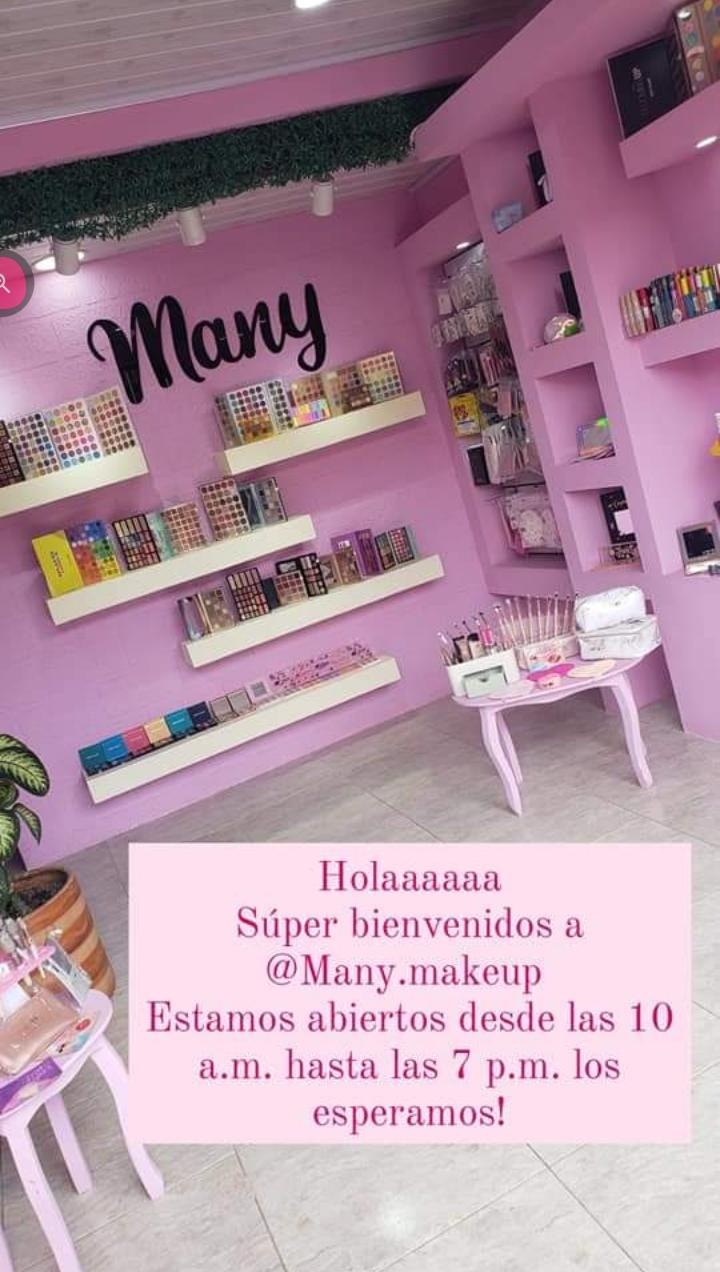 Many
Holaaaaaa
Súper bienvenidos a
@Many.makeup
Estamos abiertos desde las 10
a.m. hasta las 7 p.m. los
esperamos!